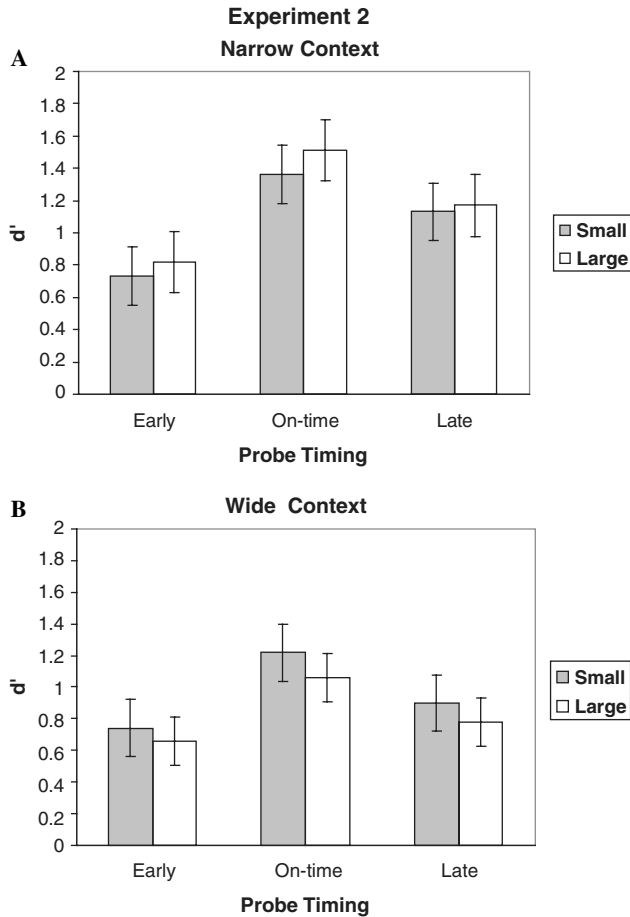 Experiment 2
A
Narrow Context
2
1.8
1.6
1.4
1.2
1
0.8
0.6
0.4
0.2
0
d'
Early On-time Late
Probe Timing
Small
Large
B
Wide Context
2
1.8
1.6
1.4
1.2
1
0.8
0.6
0.4
0.2
0
d'
Early On-time Late
Probe Timing
Small
Large